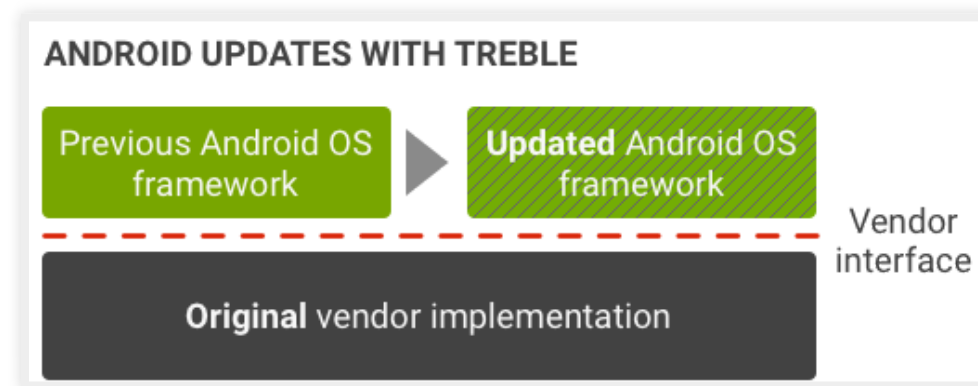 ANDROID UPDATES WITH TREBLE
Previous Android OS
framework
Updated Android OS
framework
Vendor
interface
Original vendor implementation